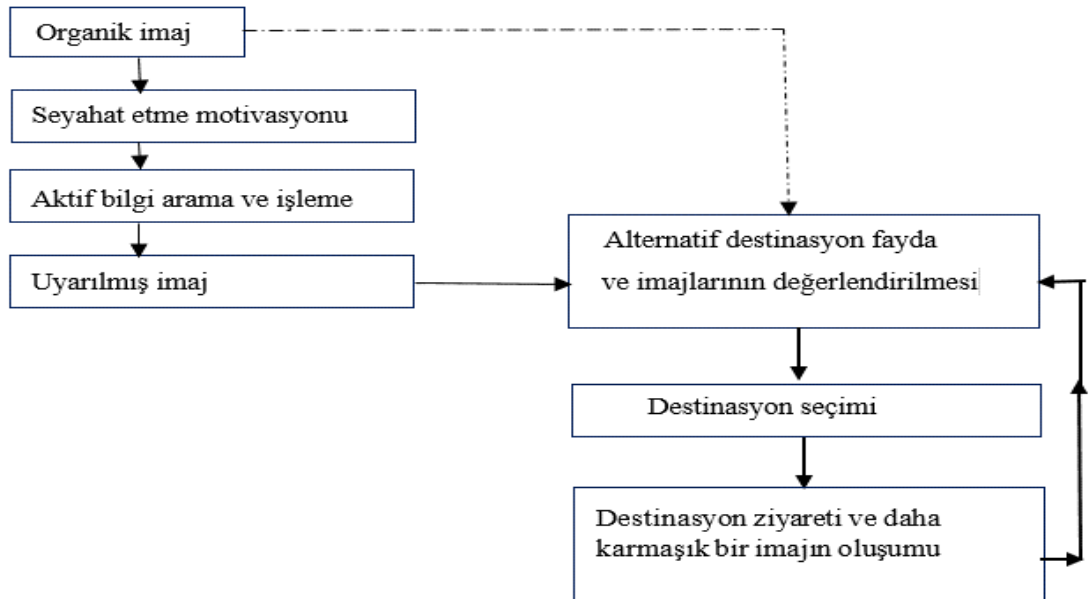 Organik imaj
Seyahat etme motivasyonu
Aktif bilgi arama ve işleme
Uyarılmış imaj
Alternatif destinasyon fayda
ve imajlarının değerlendirilmesi
Destinasyon seçimi
Destinasyon ziyareti ve daha
karmaşık bir imajın oluşumu